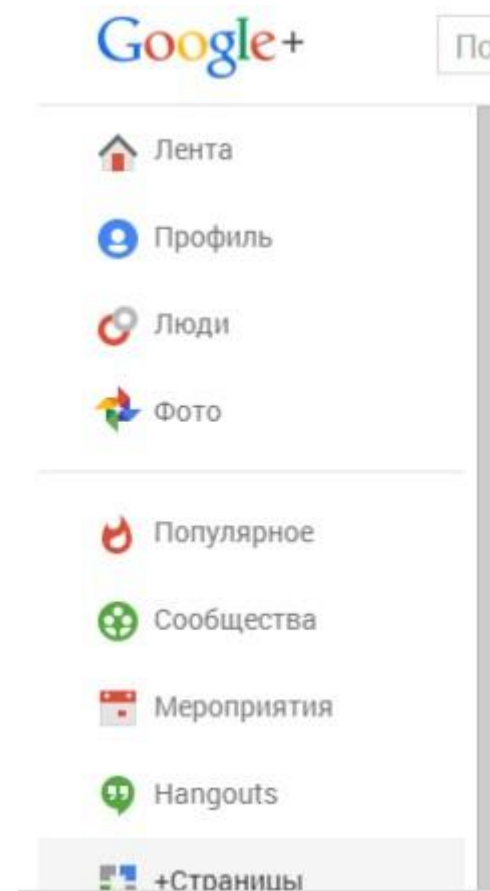 Google+
Лента
Профиль
Люди
Фото
Популярное
Сообщества
Мероприятия
Hangouts
+Страницы